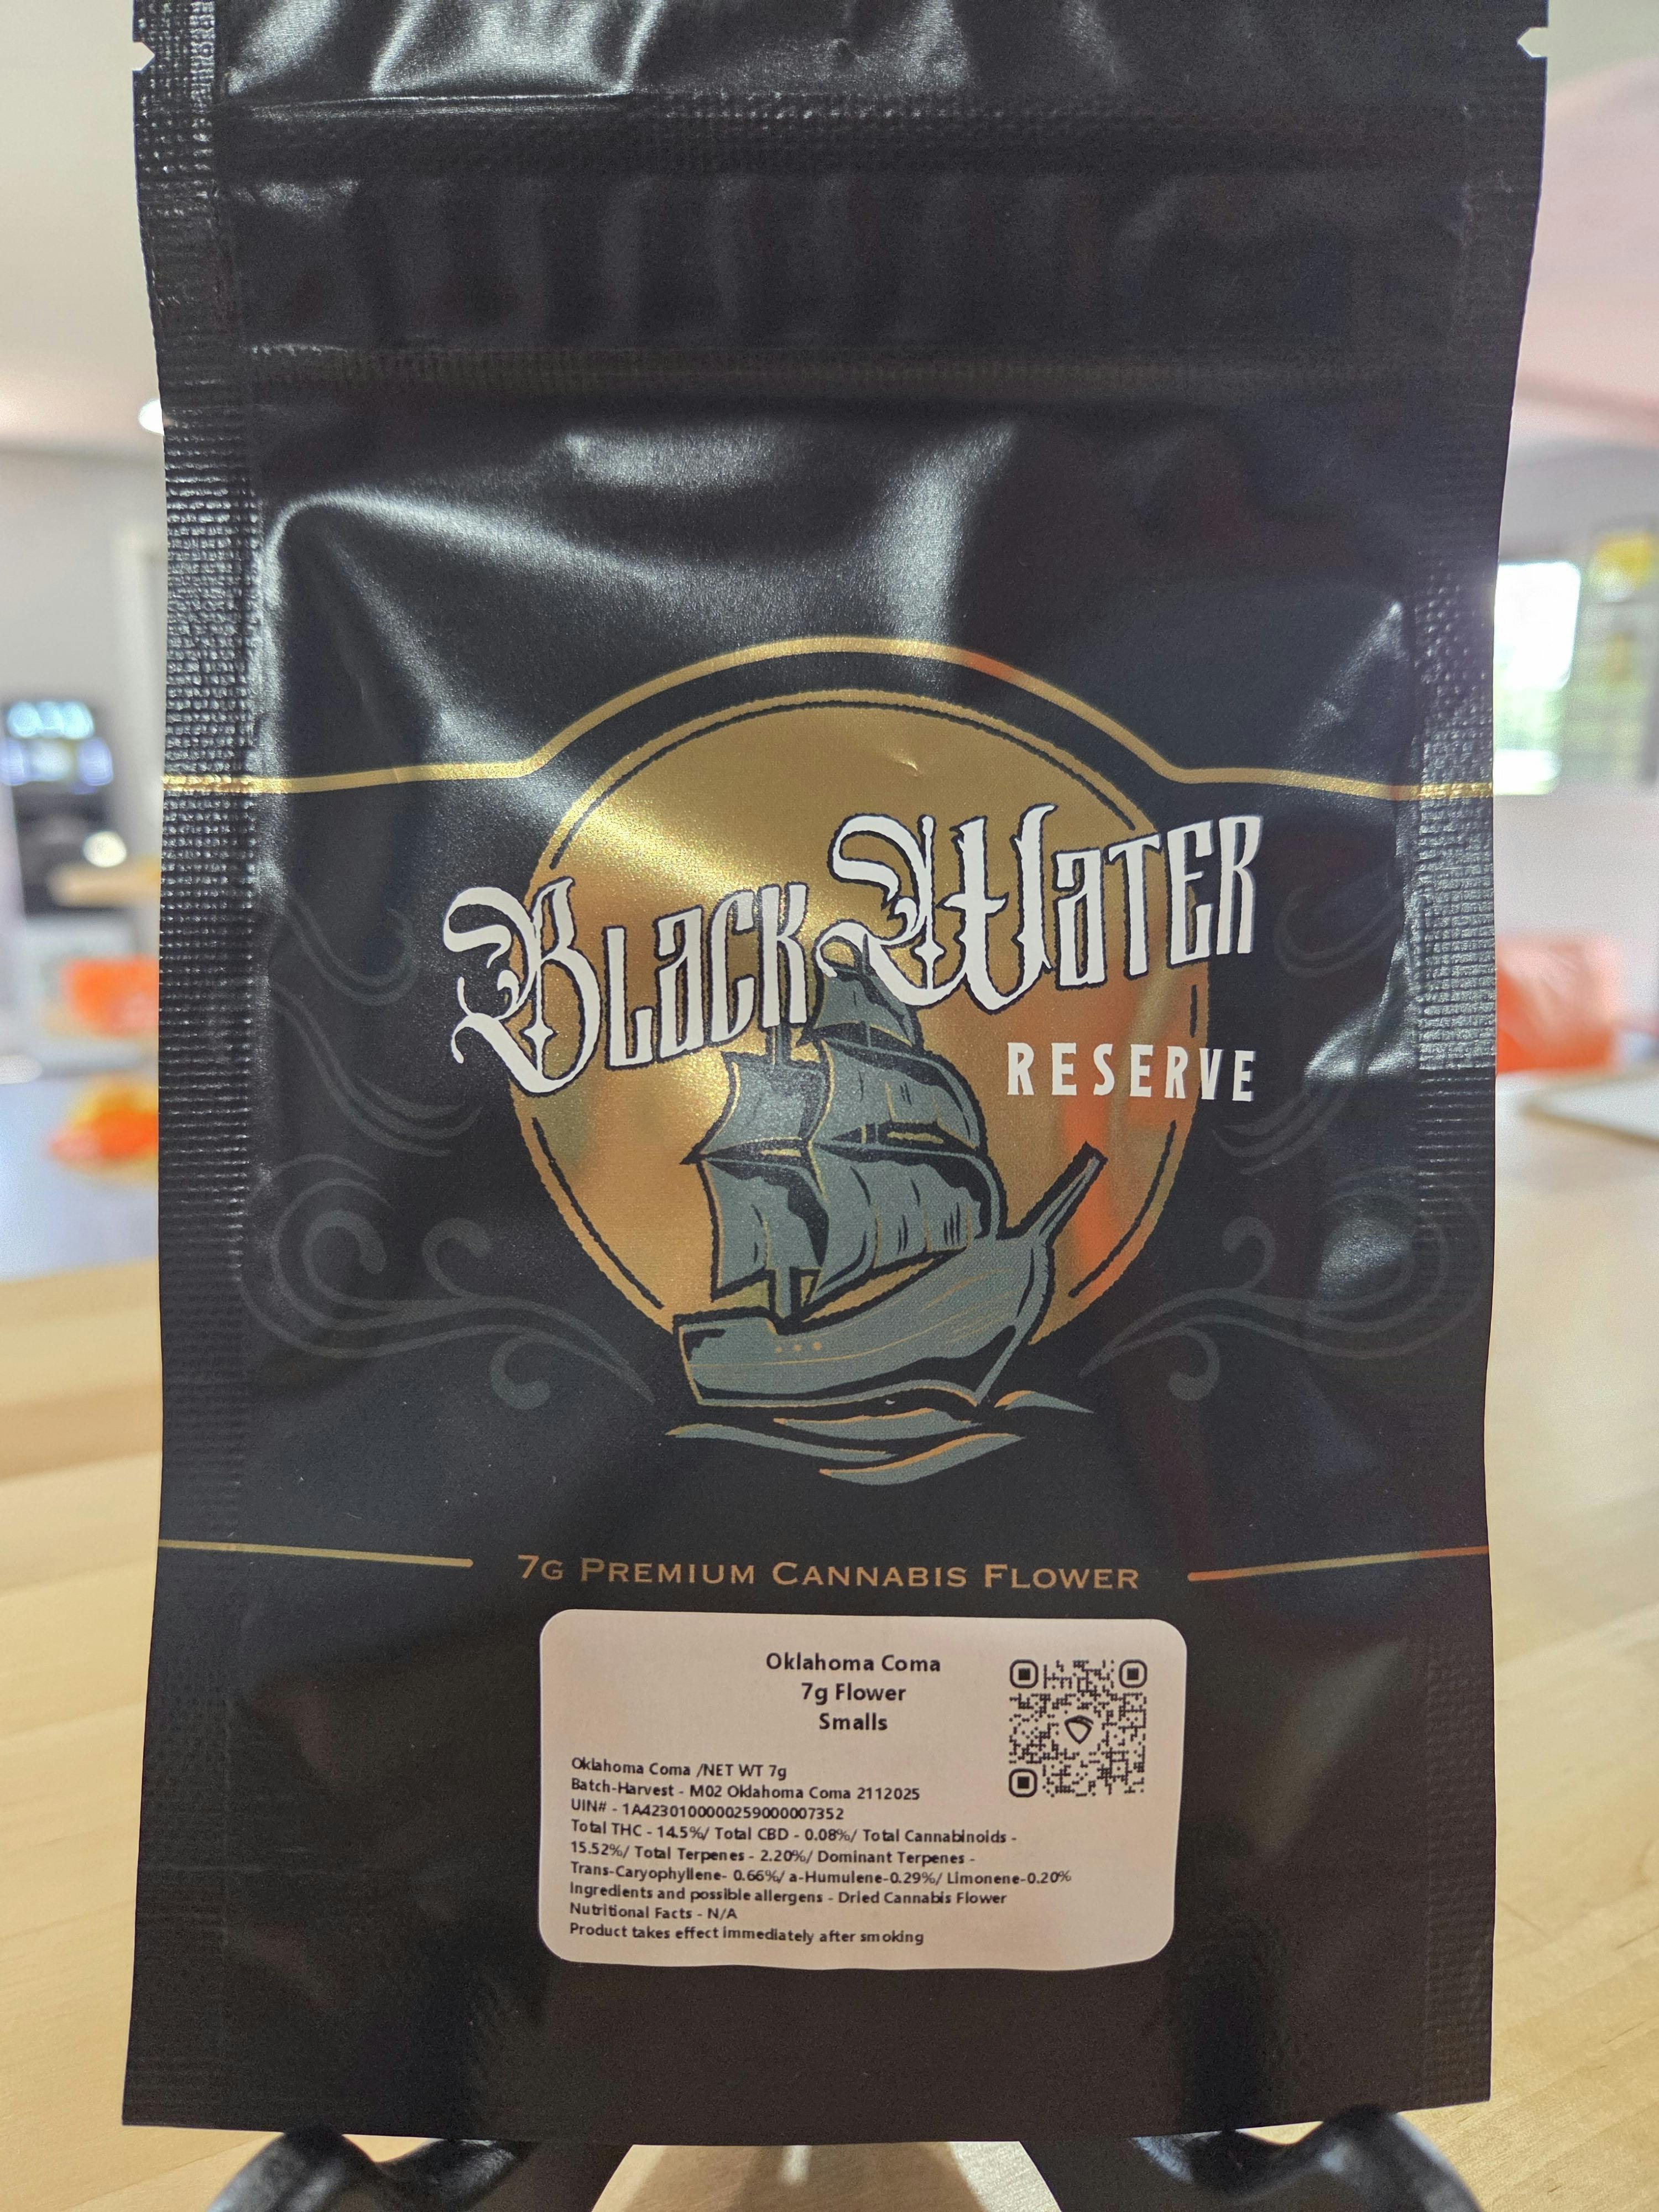 Black Water
RESERVE
7G PREMIUM CANNABIS FLOWER
Oklahoma Coma
7g Flower
Smalls
Oklahoma Coma /NET WT 7g
Batch-Harvest - M02 Oklahoma Coma 2112025
UIN# - 1A4230100000259000007352
Total THC - 14.5%/ Total CBD - 0.08%/ Total Cannabinoids -
15.52%/ Total Terpenes - 2.20%/ Dominant Terpenes -
Trans-Caryophyllene- 0.66%/ a-Humulene-0.29%/ Limonene-0.20%
Ingredients and possible allergens - Dried Cannabis Flower
Nutritional Facts - N/A
Product takes effect immediately after smoking